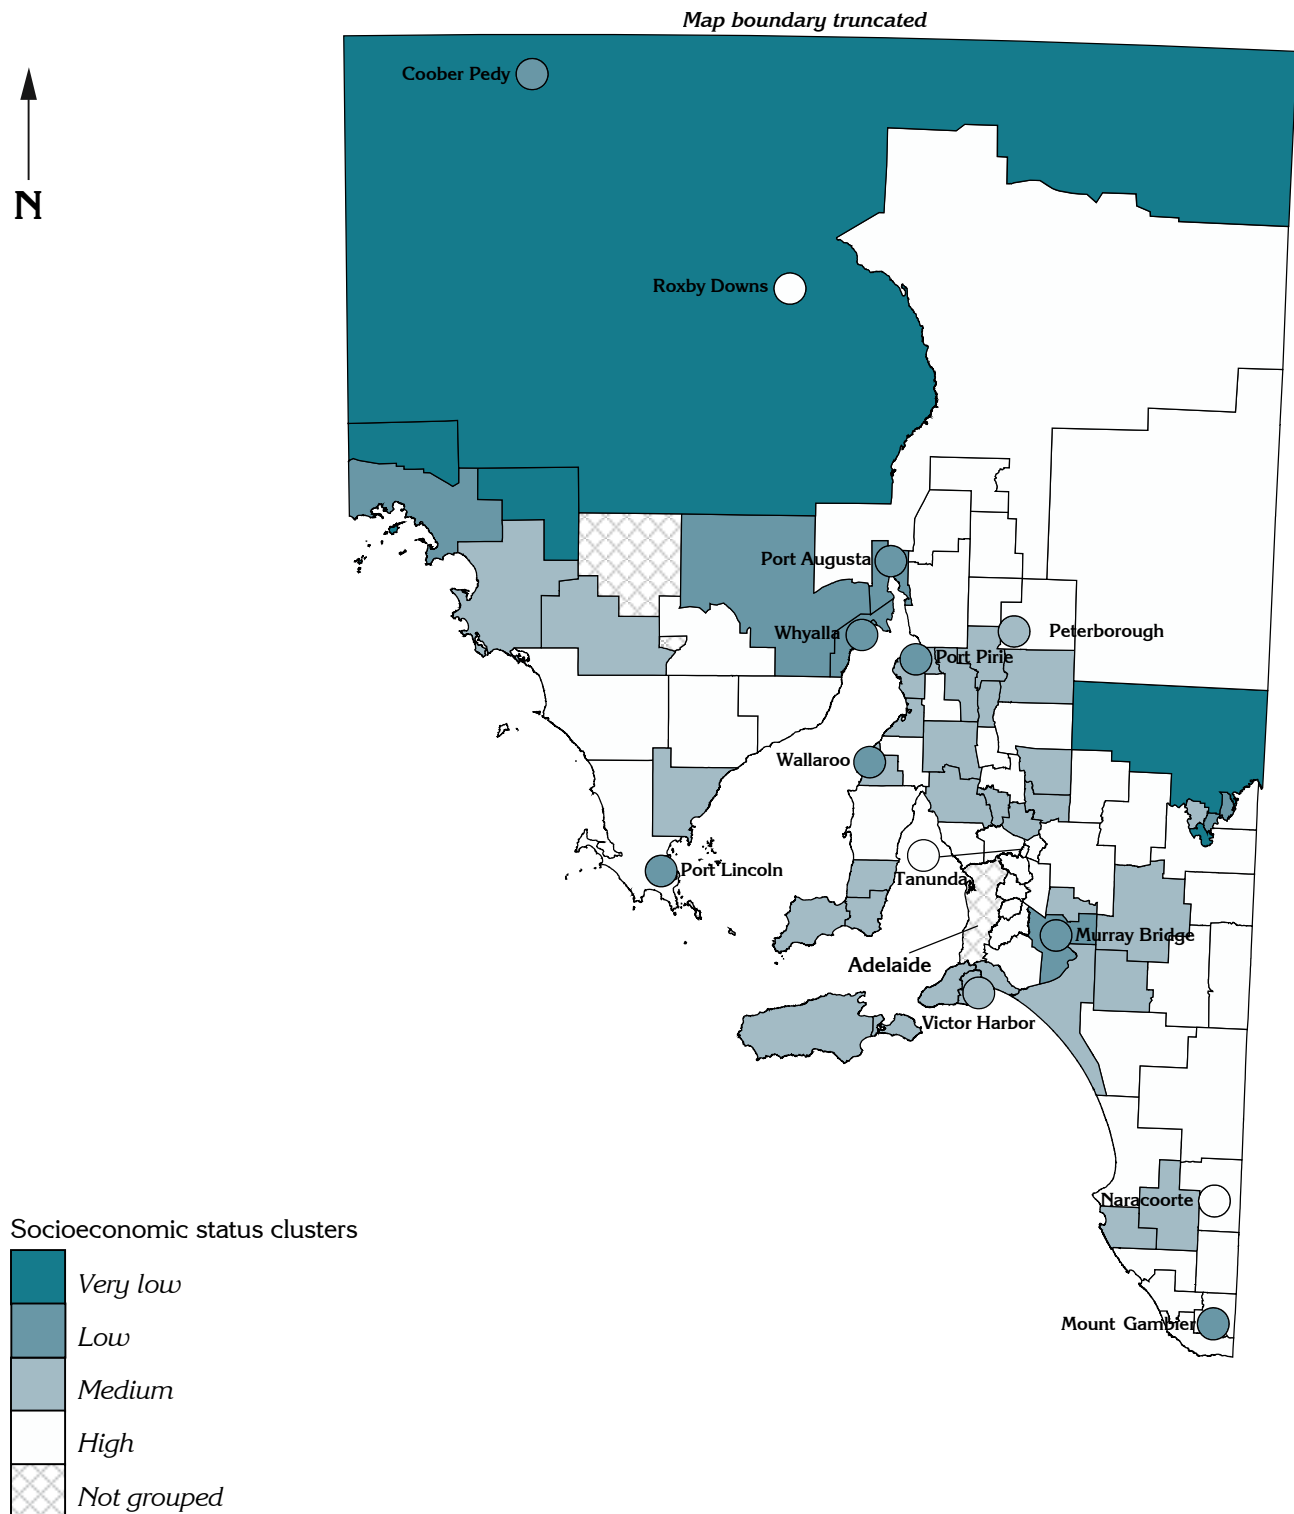 Map boundary truncated
Coober Pedy
N
Roxby Downs
Port Augusta
Whyalla
Peterborough
Port Pirie
Wallaroo
Port Lincoln
Tanunda
Murray Bridge
Adelaide
Victor Harbor
Naracoorte
Mount Gambier
Socioeconomic status clusters
Very low
Low
Medium
High
Not grouped